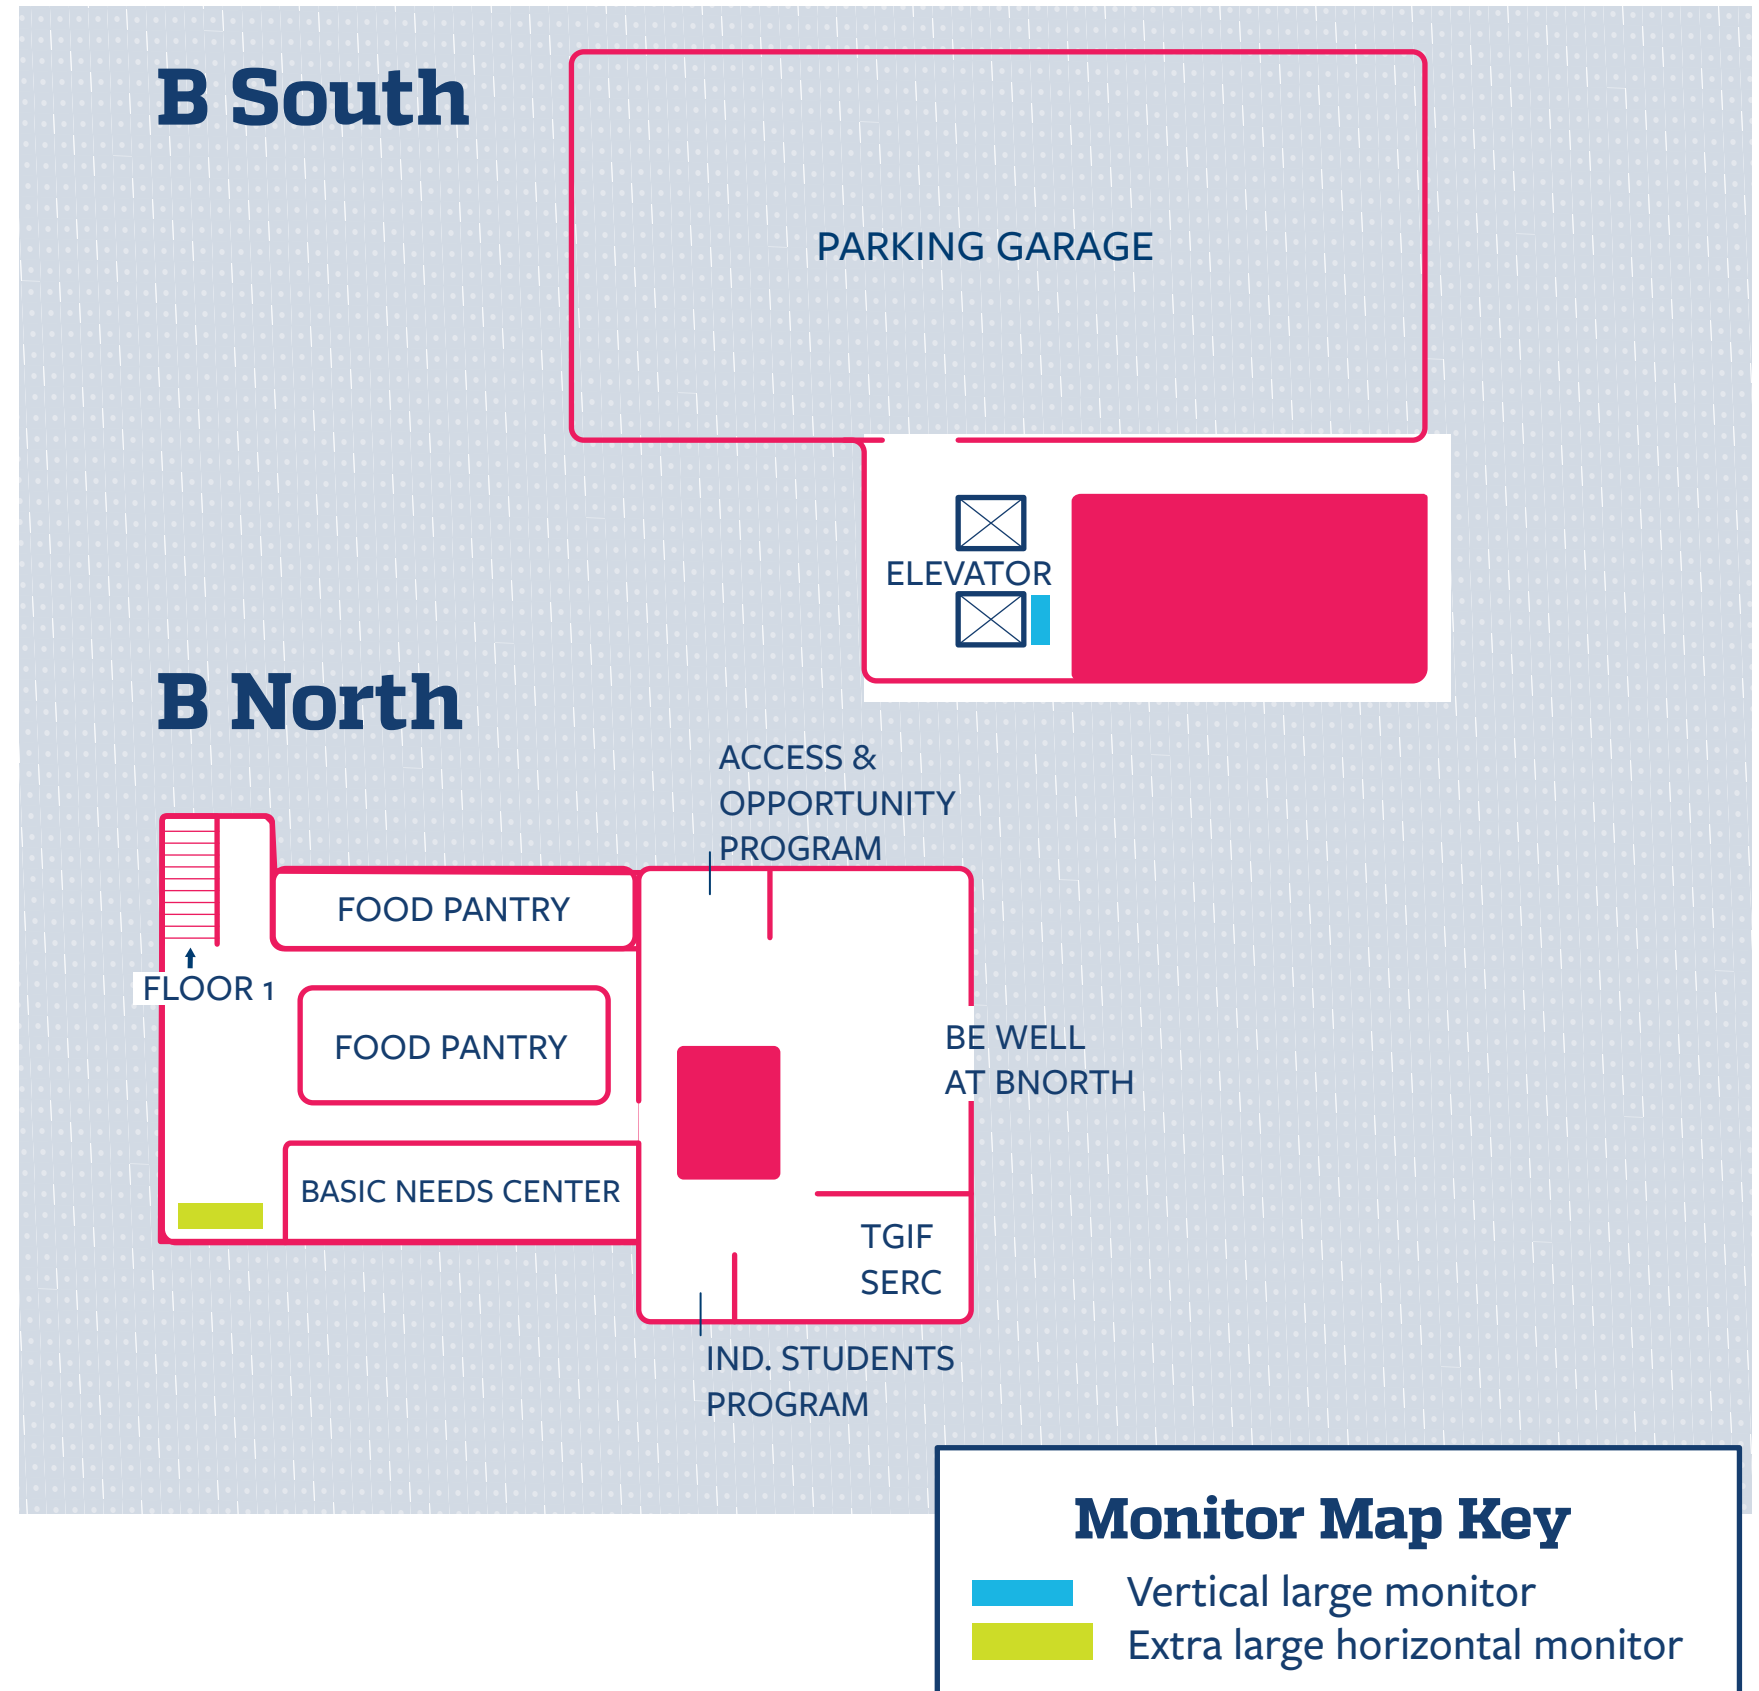 B South
PARKING GARAGE
ELEVATOR
B North
ACCESS &
OPPORTUNITY
PROGRAM
FOOD PANTRY
FLOOR 1
FOOD PANTRY
BE WELL
AT BNORTH
BASIC NEEDS CENTER
TGIF
SERC
IND. STUDENTS
PROGRAM
Monitor Map Key
Vertical large monitor
Extra large horizontal monitor